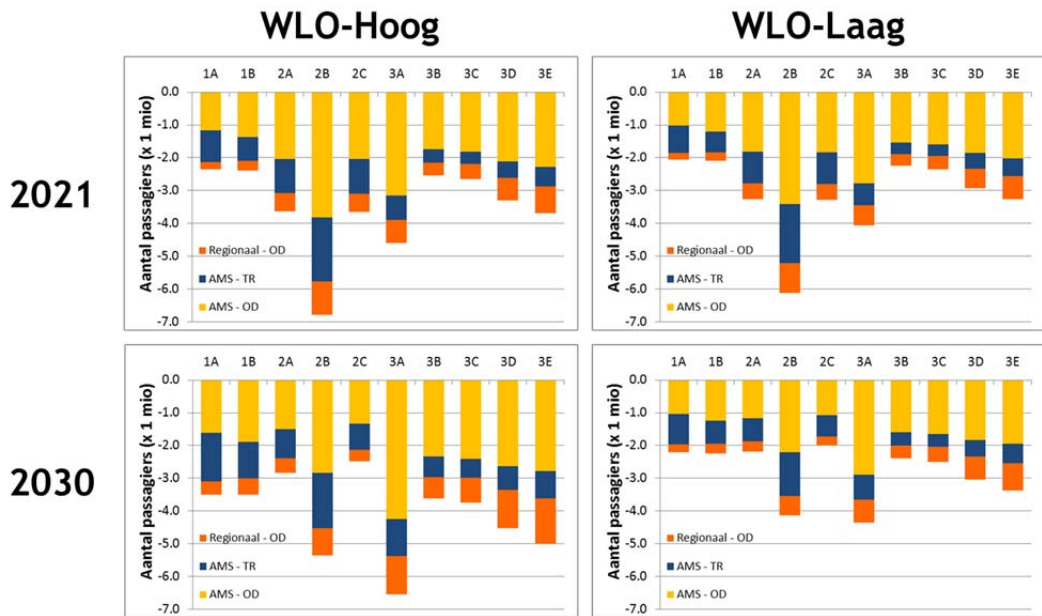 WLO-Hoog
WLO-Laag
2021
Aantal passagiers (x 1 mio)
1A 1B 2A 2B 2C 3A 3B 3C 3D 3E
0.0
-1.0
-2.0
-3.0
-4.0
-5.0
-6.0
-7.0
Regionaal - OD
AMS - TR
AMS - OD
Aantal passagiers (x 1 mio)
1A 1B 2A 2B 2C 3A 3B 3C 3D 3E
0.0
-1.0
-2.0
-3.0
-4.0
-5.0
-6.0
-7.0
Regionaal - OD
AMS - TR
AMS - OD
2030
Aantal passagiers (x 1 mio)
1A 1B 2A 2B 2C 3A 3B 3C 3D 3E
0.0
-1.0
-2.0
-3.0
-4.0
-5.0
-6.0
-7.0
Regionaal - OD
AMS - TR
AMS - OD
Aantal passagiers (x 1 mio)
1A 1B 2A 2B 2C 3A 3B 3C 3D 3E
0.0
-1.0
-2.0
-3.0
-4.0
-5.0
-6.0
-7.0
Regionaal - OD
AMS - TR
AMS - OD